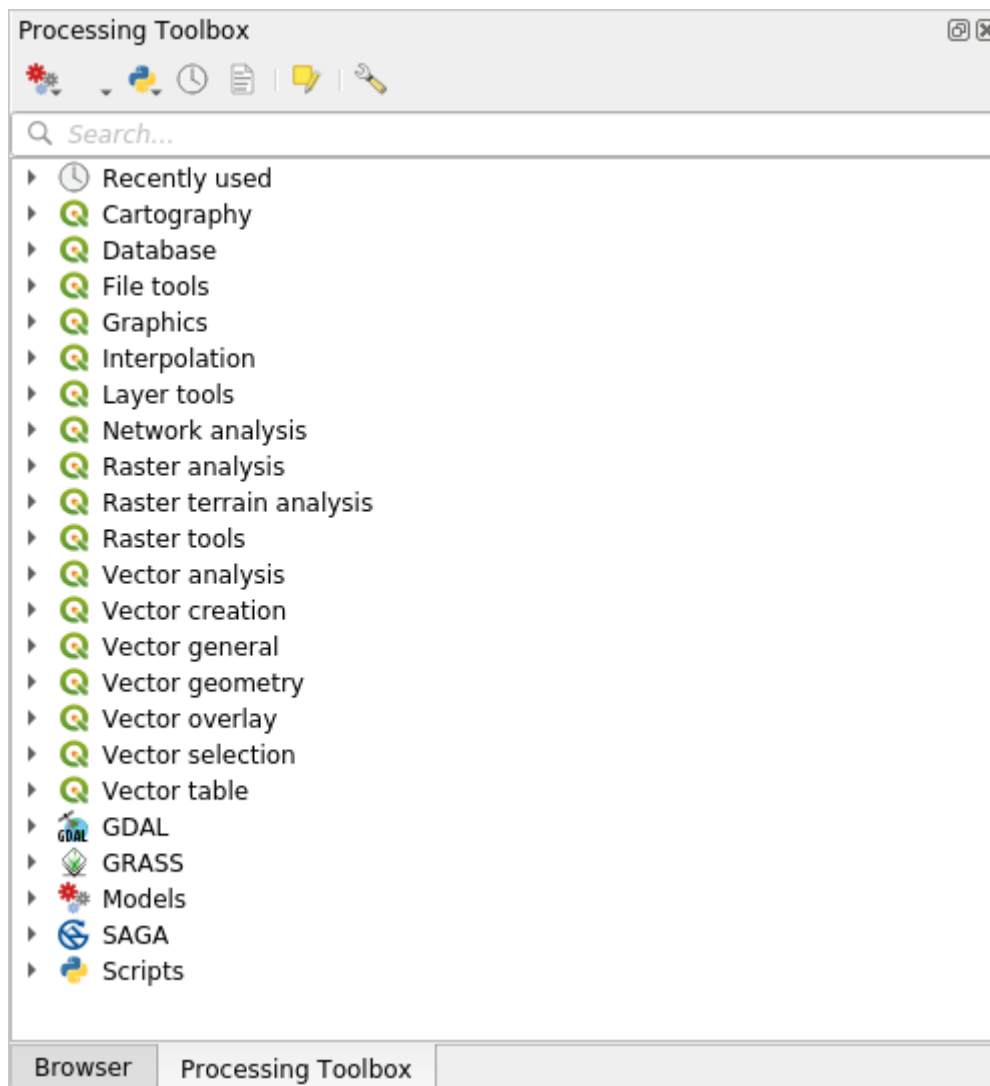 Processing Toolbox
Search...
Recently used
Cartography
Database
File tools
Graphics
Interpolation
Layer tools
Network analysis
Raster analysis
Raster terrain analysis
Raster tools
Vector analysis
Vector creation
Vector general
Vector geometry
Vector overlay
Vector selection
Vector table
GDAL GDAL
GRASS
Models
SAGA
Scripts
Browser Processing Toolbox